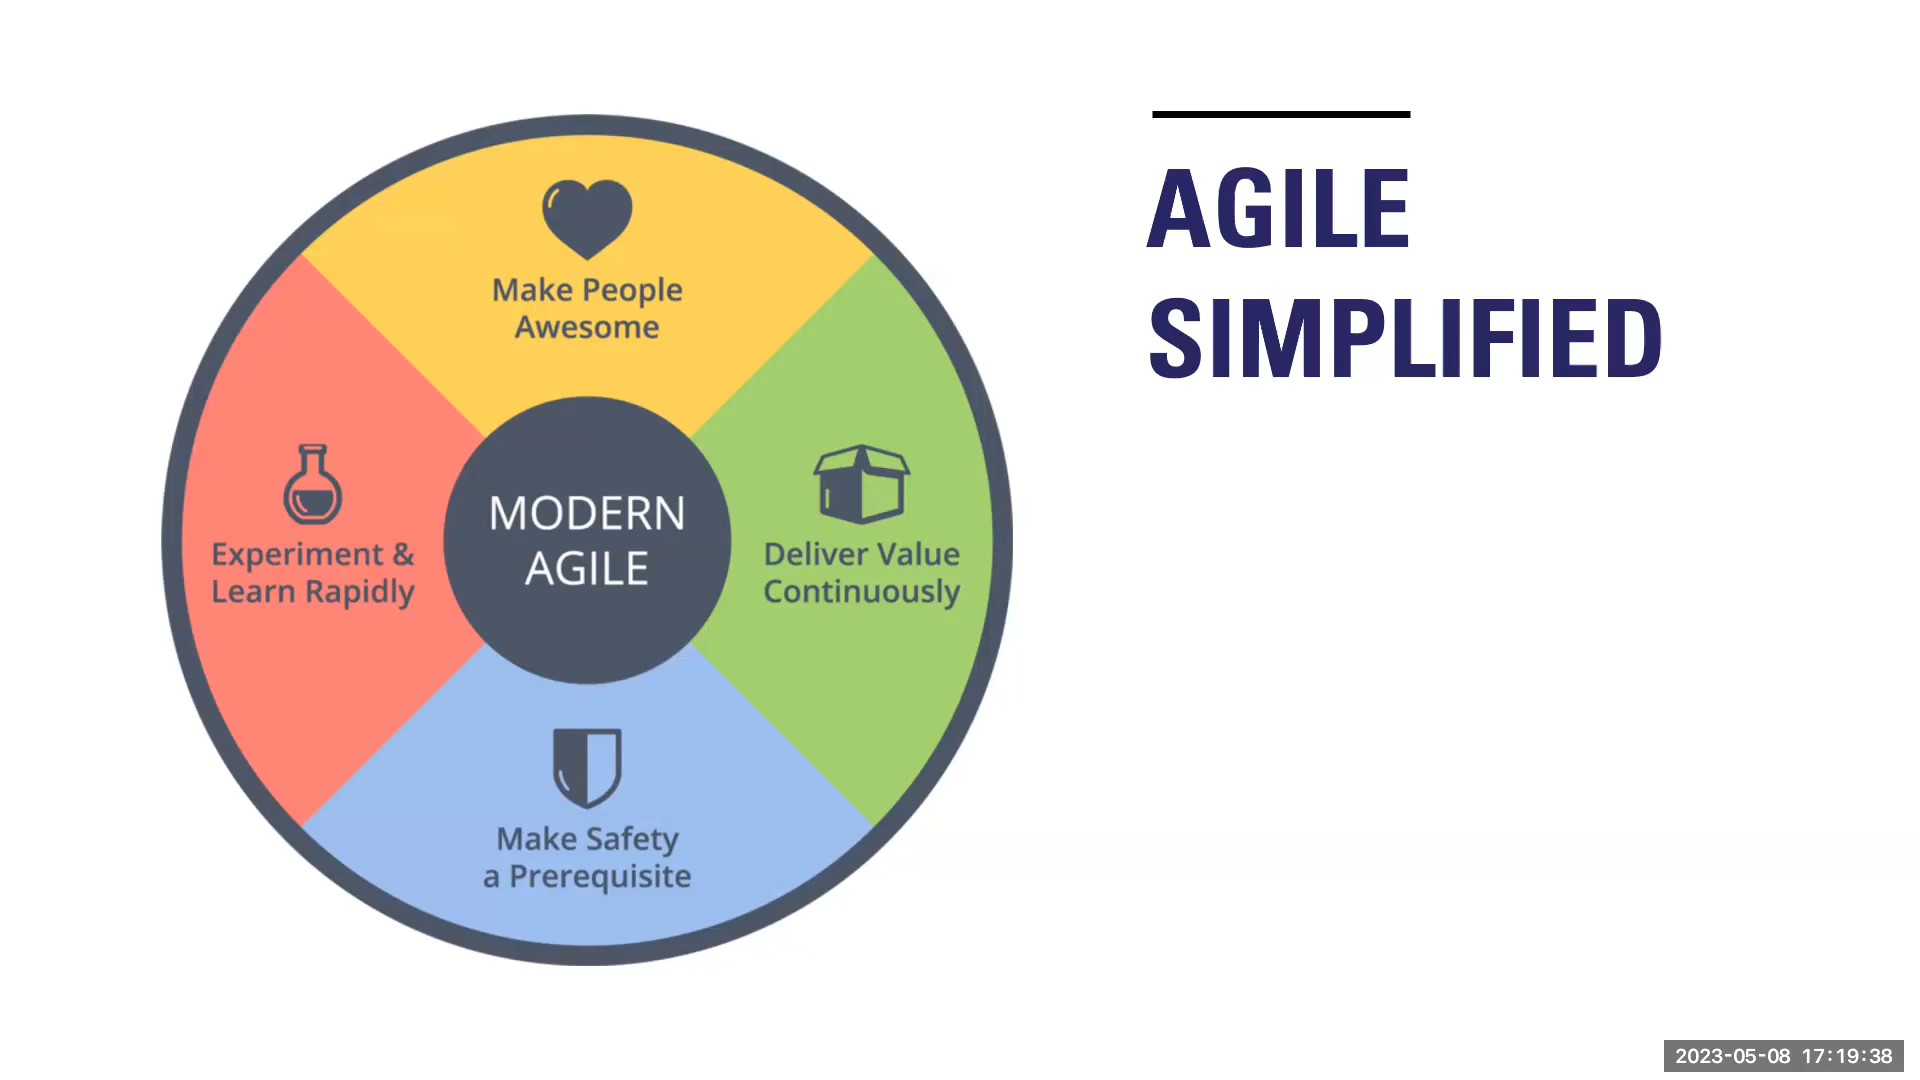 AGILE
SIMPLIFIED
Make People
Awesome
Experiment &
Learn Rapidly
MODERN
AGILE
Deliver Value
Continuously
Make Safety
a Prerequisite
2023-05-08 17:19:38